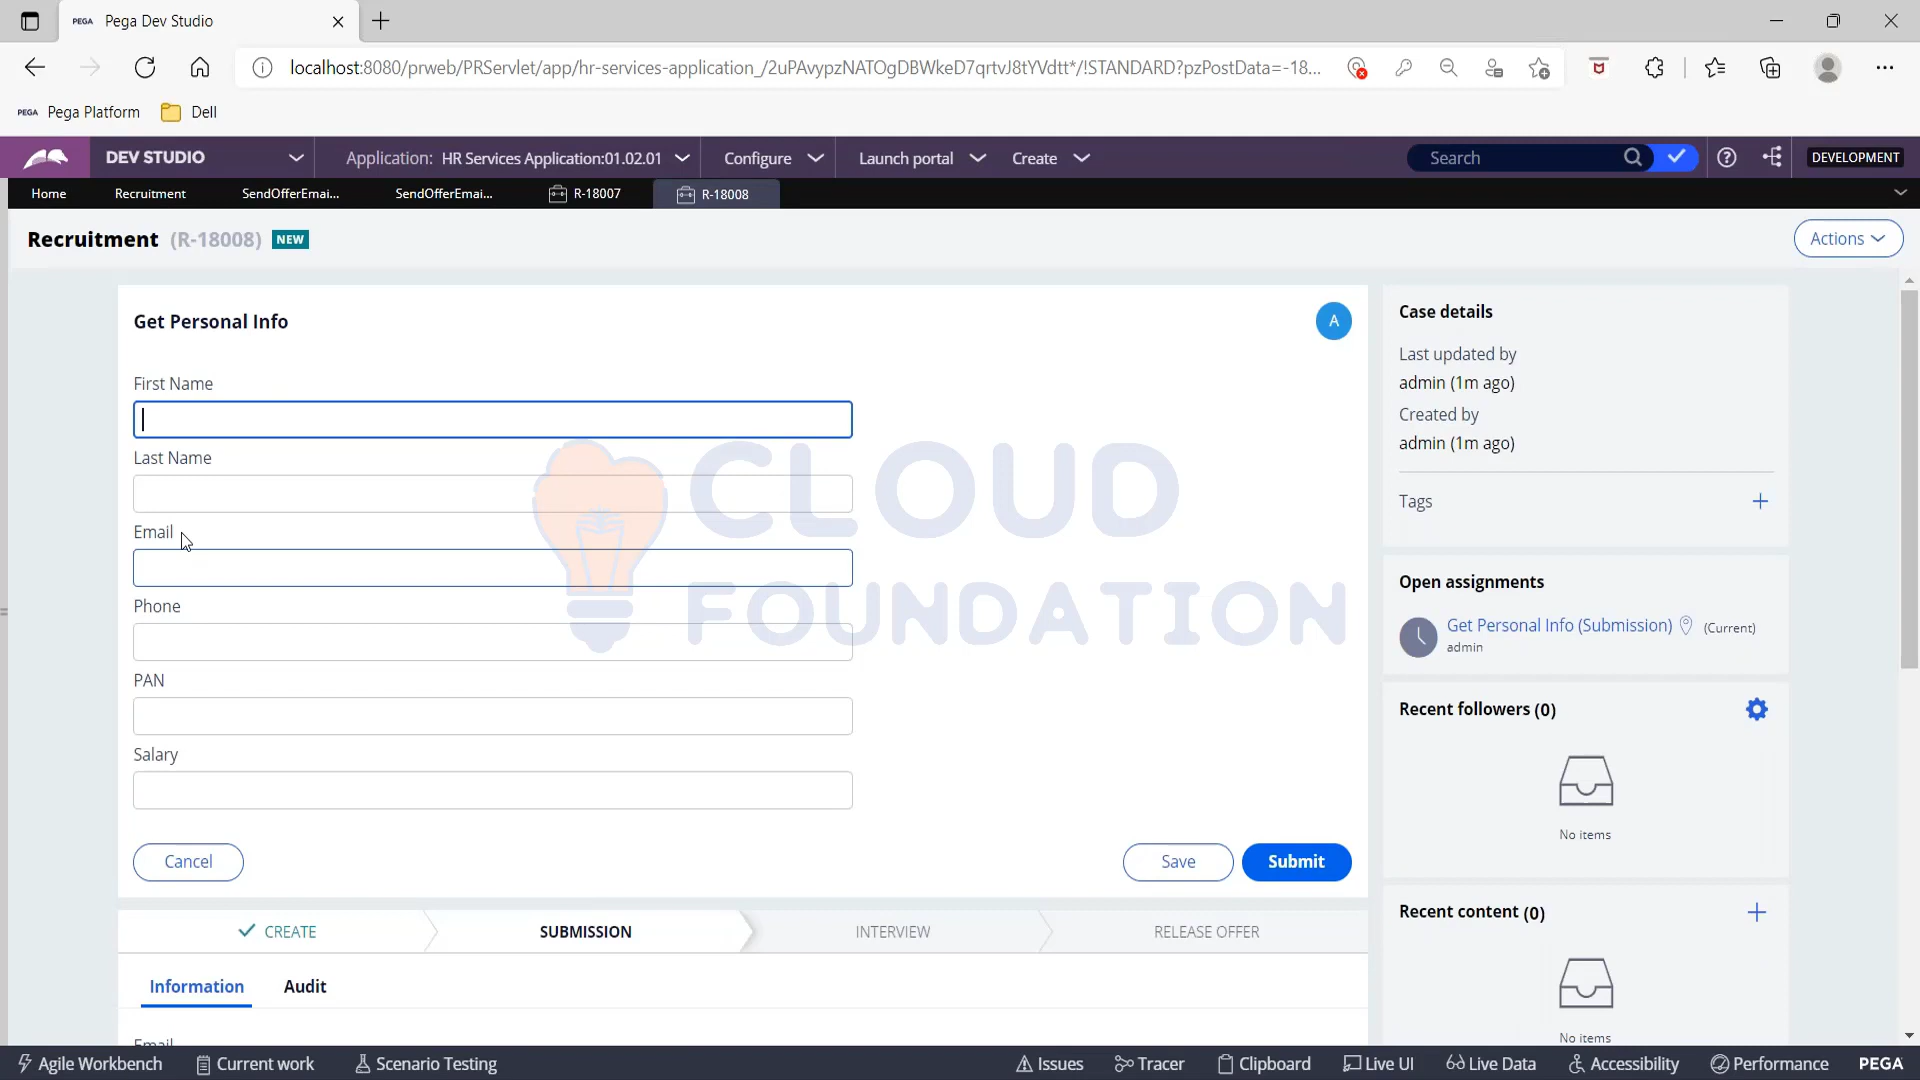 PEGA Pega Dev Studio
localhost:8080/prweb/PRServlet/app/hr-services-application_/2uPAvypzNATOgDBWkeD7qrtvJ8tYVdtt*/!STANDARD?pzPostData=-18...
PEGA Pega Platform Dell
DEV STUDIO Application: HR Services Application:01.02.01 Configure Launch portal Create Search DEVELOPMENT
Home Recruitment SendOfferEmai... SendOfferEmai... R-18007 R-18008
Recruitment (R-18008) NEW Actions
Get Personal Info A
First Name
Last Name
Email
Phone
PAN
Salary
Cancel Save Submit
CLOUD
FOUNDATION
CREATE SUBMISSION INTERVIEW RELEASE OFFER
Information Audit
Email
Case details
Last updated by
admin (1m ago)
Created by
admin (1m ago)
Tags
Open assignments
Get Personal Info (Submission) (Current)
admin
Recent followers (0)
No items
Recent content (0)
No items
Agile Workbench Current work Scenario Testing Issues Tracer Clipboard Live UI Live Data Accessibility Performance PEGA